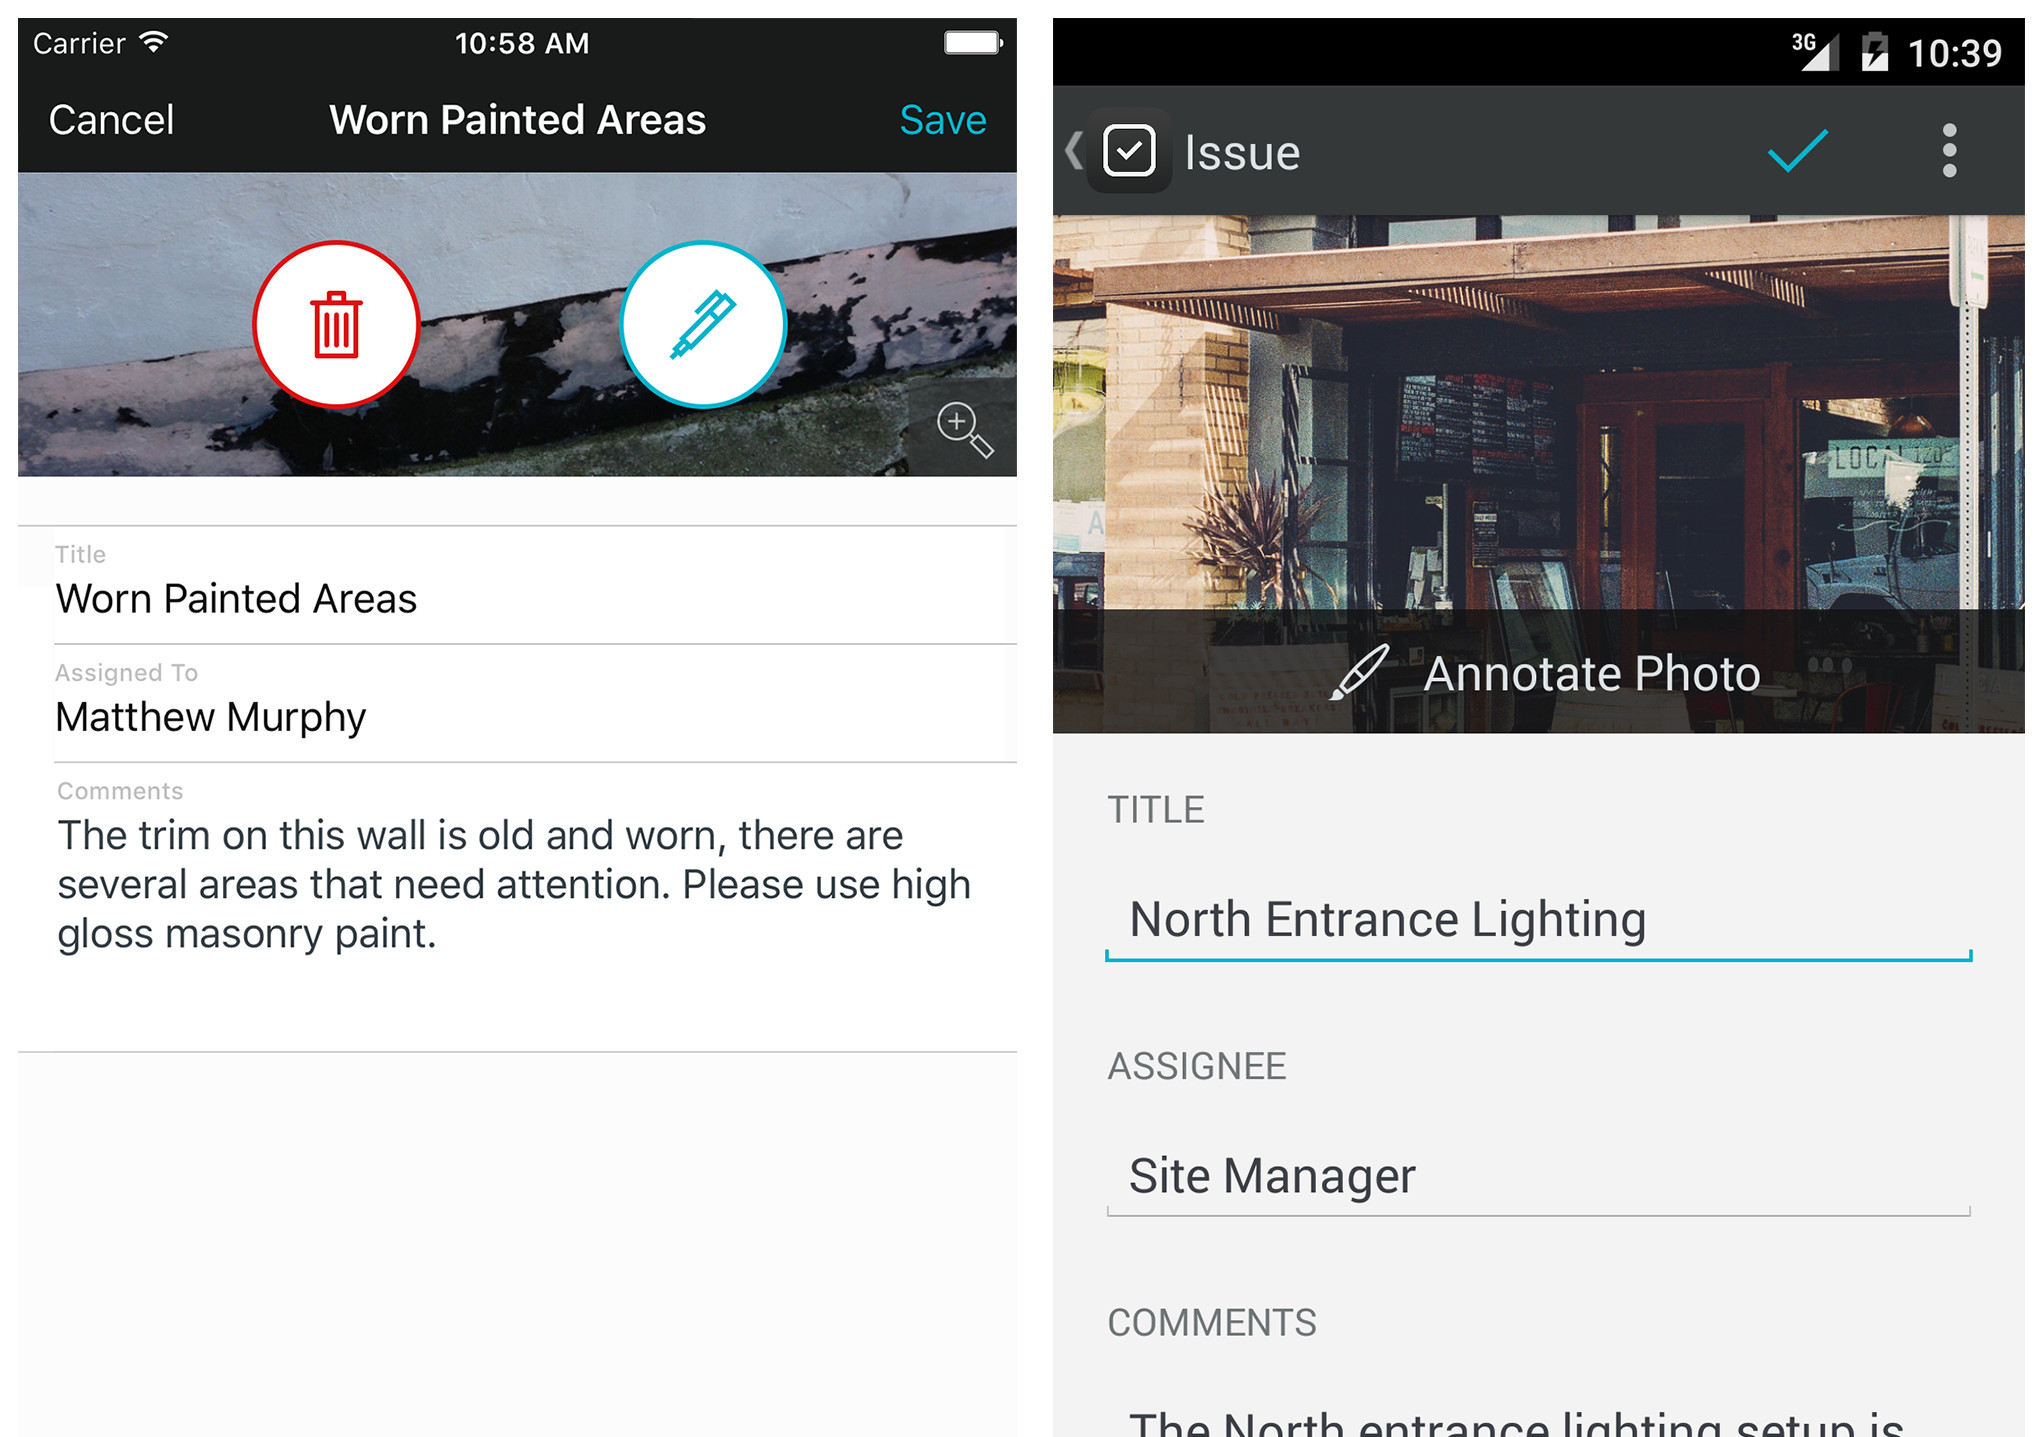 Carrier
10:58 AM
Cancel
Worn Painted Areas
Save
Title
Worn Painted Areas
Assigned To
Matthew Murphy
Comments
The trim on this wall is old and worn, there are
several areas that need attention. Please use high
gloss masonry paint.
3G
10:39
Issue
Annotate Photo
TITLE
North Entrance Lighting
ASSIGNEE
Site Manager
COMMENTS
The North entrance lighting setup is